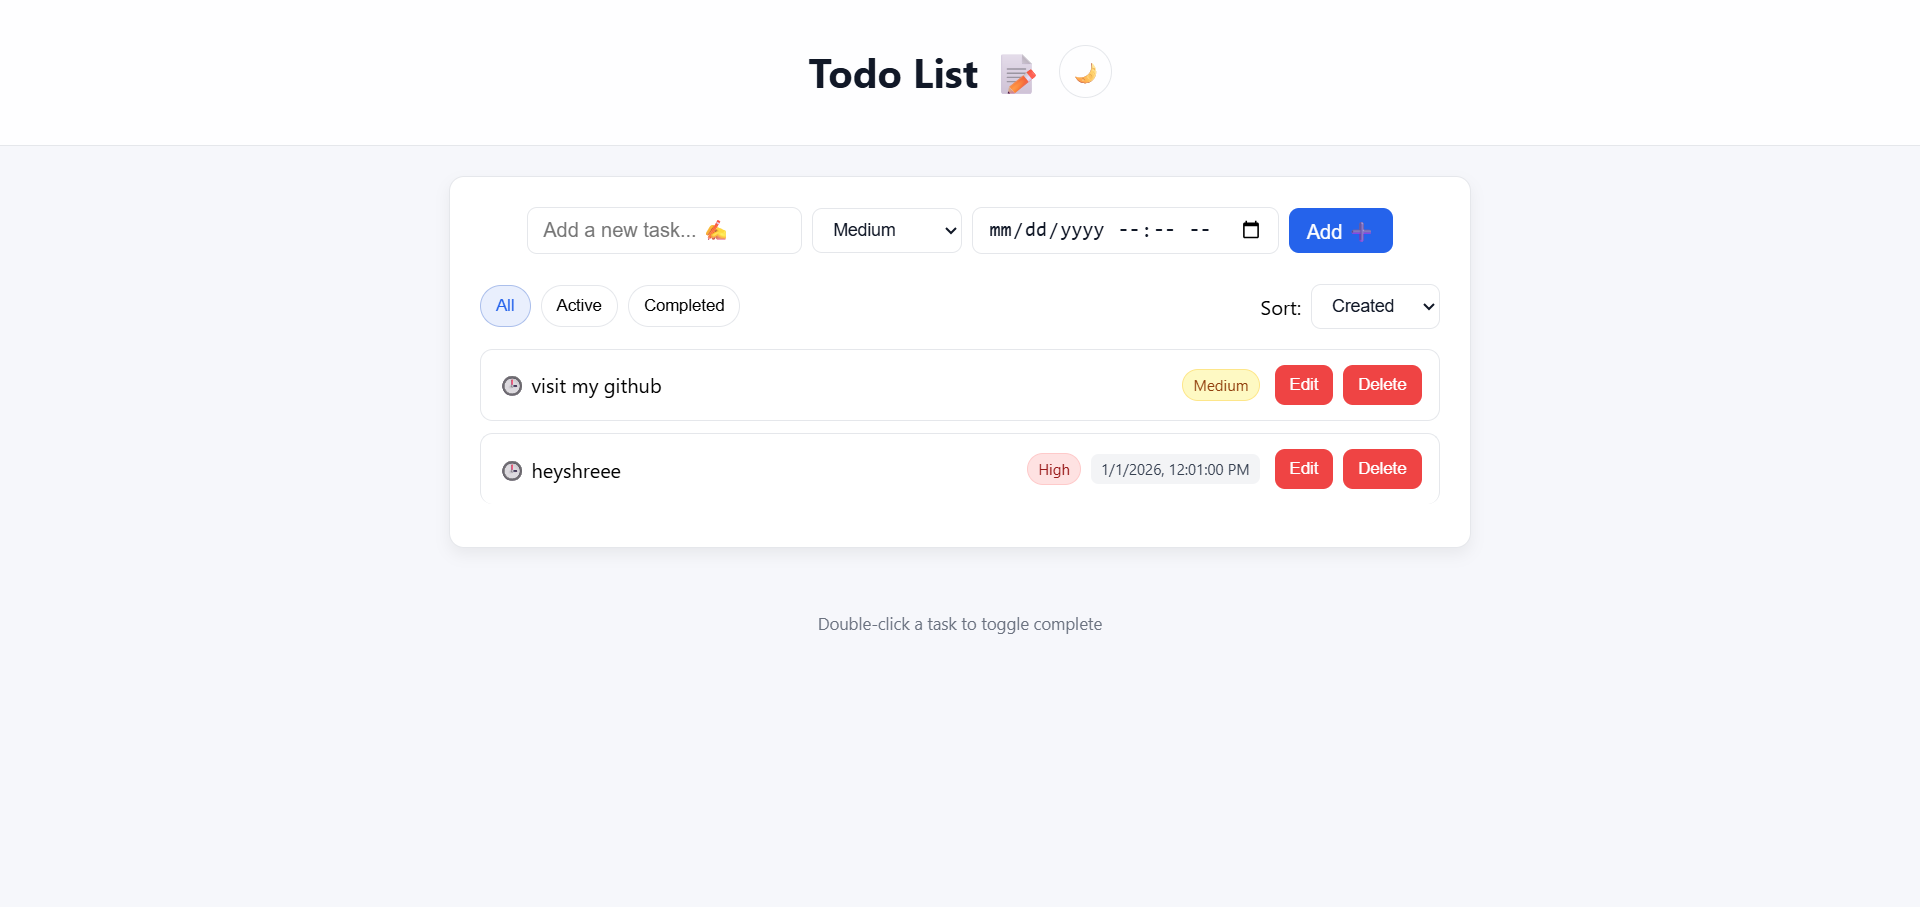 Todo List 📝 🌙
Add a new task... ✍️ Medium mm/dd/yyyy --:-- -- Add ➕
All Active Completed Sort: Created
🕒 visit my github Medium Edit Delete
🕒 heyshreee High 1/1/2026, 12:01:00 PM Edit Delete
Double-click a task to toggle complete